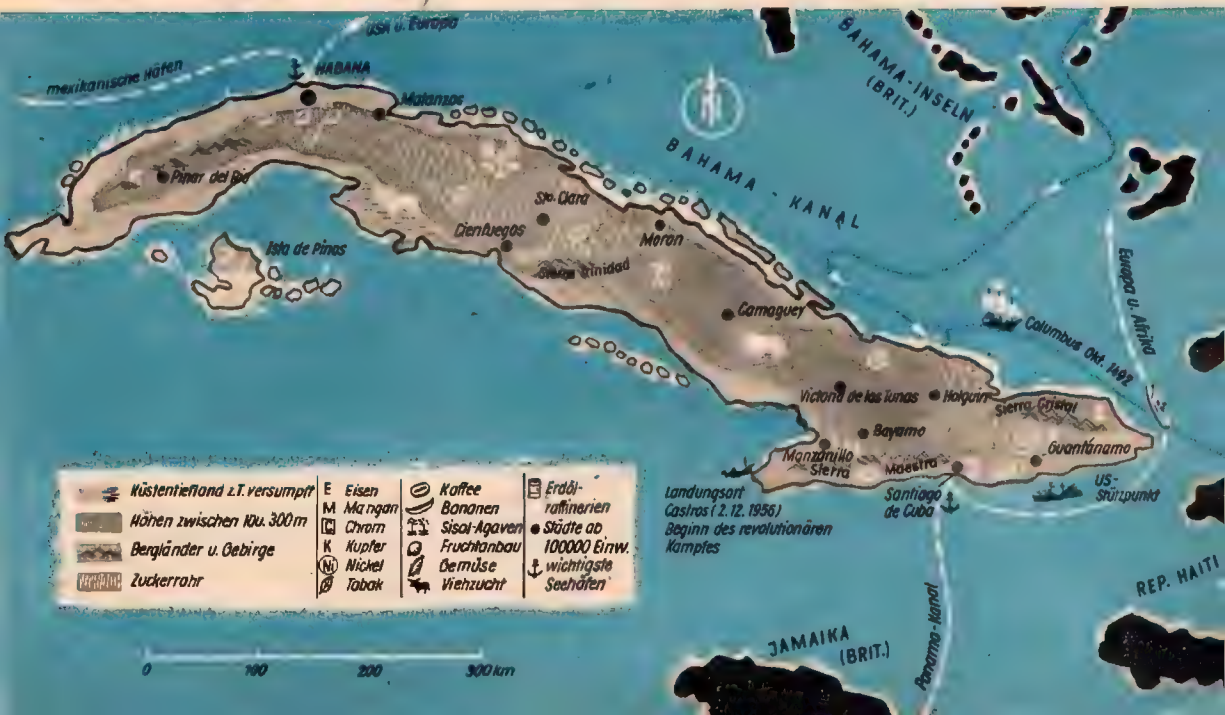 USA u. Europa
mexikanische Häfen
HABANA
Matanzas
Pinar del Rio
Isla de Pinos
Cienfuegos
Sta. Clara
Sierra Trinidad
Moron
Camaguey
BAHAMA-INSELN
(BRIT.)
BAHAMA-KANAL
Europa u. Afrika
Columbus Okt. 1492
Victoria de las Tunas
Holguin
Sierra Cristal
Bayamo
Guantánamo
Manzanillo
Sierra Maestra
Santiago
de Cuba
US-
Stützpunkt
Landungsort
Castros (2.12.1956)
Beginn des revolutionären
Kampfes
Küstentiefland z.T. versumpft
Höhen zwischen 10 u. 300 m
Bergländer u. Gebirge
Zuckerrohr
E Eisen
M Mangan
C Chrom
K Kupfer
Ni Nickel
Tabak
Kaffee
Bananen
Sisal-Agaven
Fruchtanbau
Gemüse
Viehzucht
Erdöl-
raffinerien
Städte ab
100000 Einw.
wichtigste
Seehäfen
0 100 200 300 km
JAMAIKA
(BRIT.)
Panama-Kanal
REP. HAITI